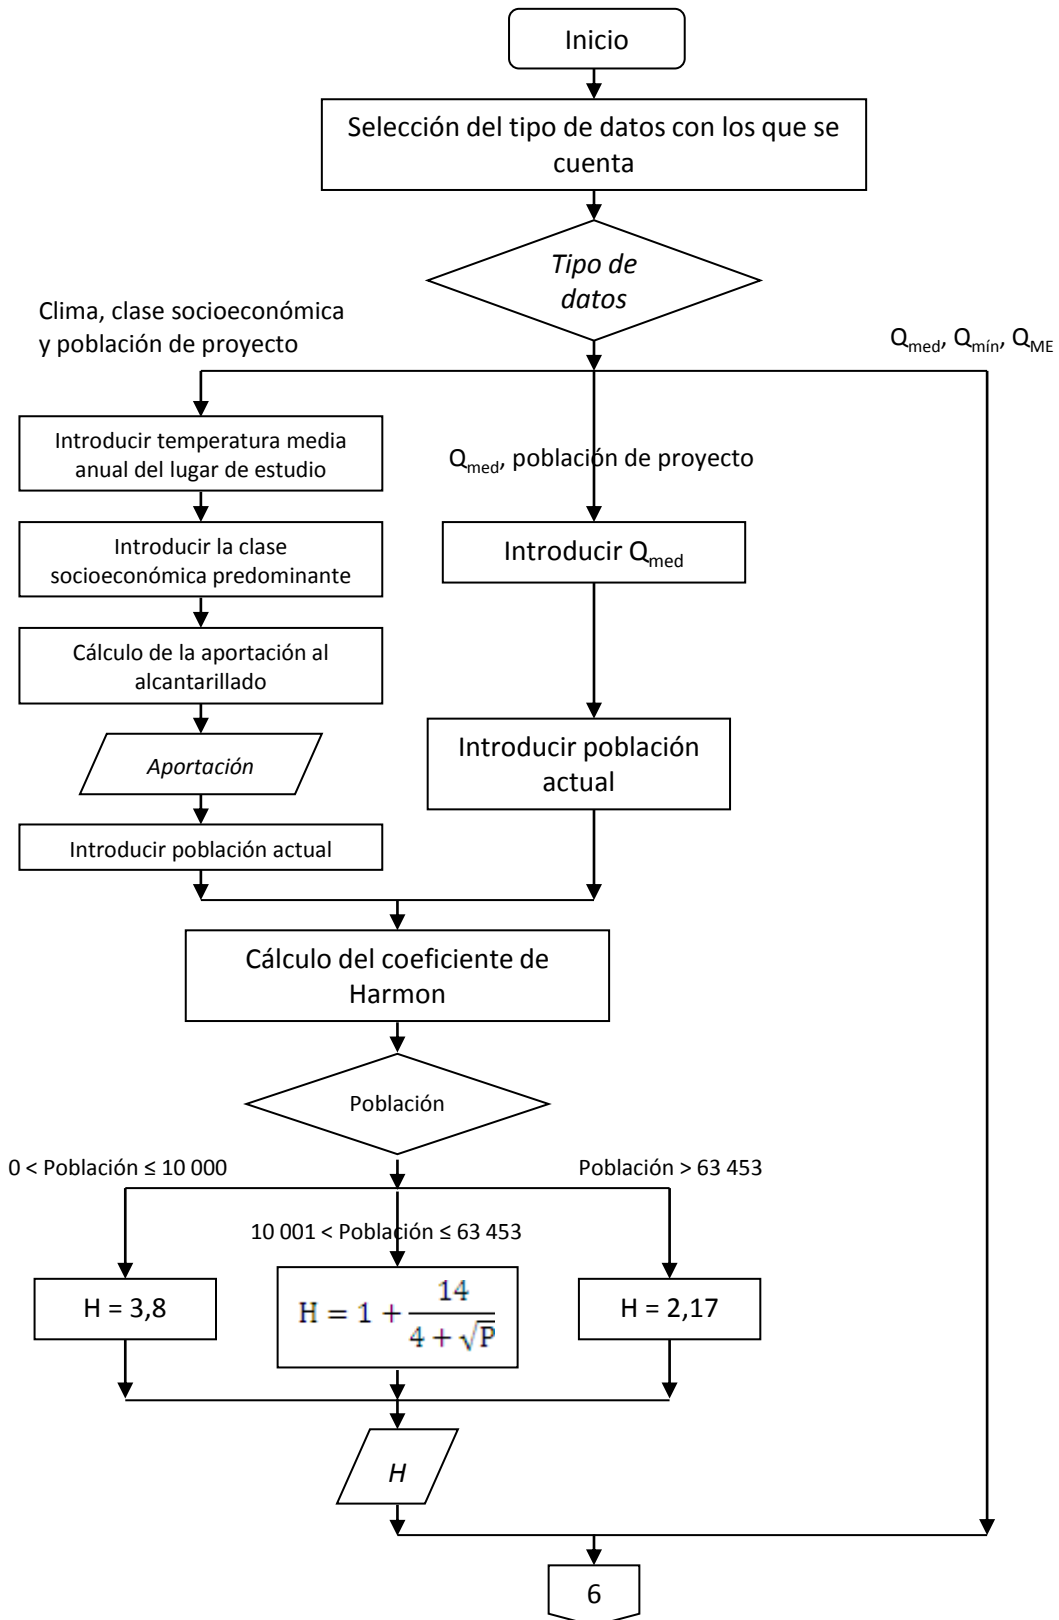 Inicio
Selección del tipo de datos con los que se
cuenta
Tipo de
datos
Clima, clase socioeconómica
y población de proyecto
Qmed, Qmín, QME
Introducir temperatura media
anual del lugar de estudio
Qmed, población de proyecto
Introducir la clase
socioeconómica predominante
Introducir Qmed
Cálculo de la aportación al
alcantarillado
Aportación
Introducir población
actual
Introducir población actual
Cálculo del coeficiente de
Harmon
Población
0 < Población ≤ 10 000
Población > 63 453
10 001 < Población ≤ 63 453
H = 3,8
H = 1 + 14 / (4 + √P)
H = 2,17
H
6